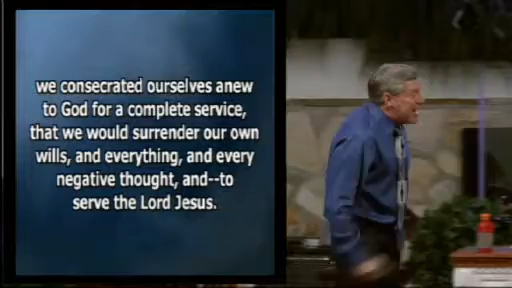 we consecrated ourselves anew
to God for a complete service,
that we would surrender our own
wills, and everything, and every
negative thought, and--to
serve the Lord Jesus.